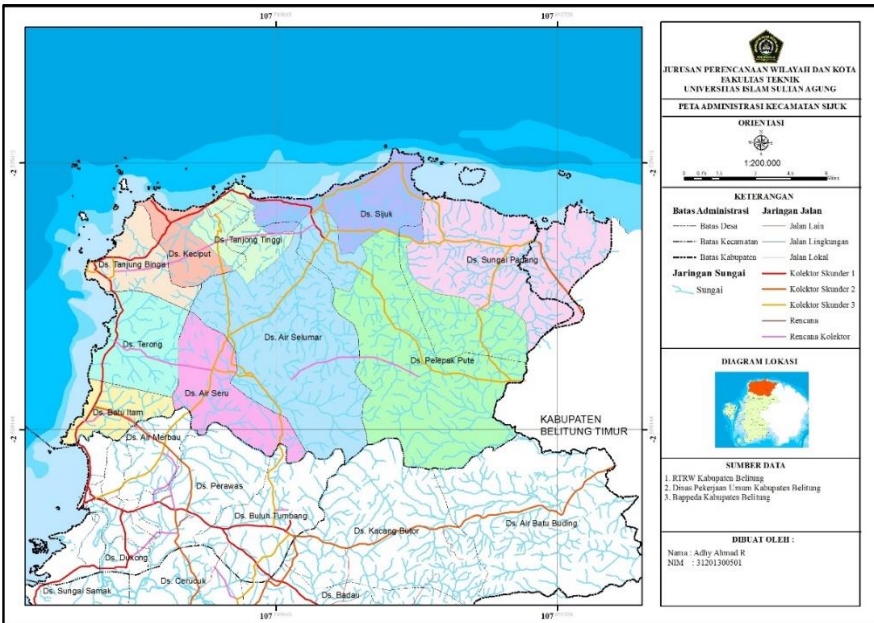 107
107
2
2
2
2
107
107
Ds. Sijuk
Ds. Tanjong Tinggi
Ds. Keciput
Ds. Tanjung Binga
Ds. Sungai Padang
Ds. Terong
Ds. Air Selumar
Ds. Pelepak Pute
Ds. Air Seru
Ds. Batu Itam
Ds. Air Merbau
KABUPATEN
BELITUNG TIMUR
Ds. Perawas
Ds. Buluh Tumbang
Ds. Kacang Butor
Ds. Air Batu Buding
Ds. Dukong
Ds. Cerucuk
Ds. Sungai Samak
Ds. Badau
JURUSAN PERENCANAAN WILAYAH DAN KOTA
FAKULTAS TEKNIK
UNIVERSITAS ISLAM SULTAN AGUNG
PETA ADMINISTRASI KECAMATAN SIJUK
ORIENTASI
1:200.000
KETERANGAN
Batas Administrasi
Batas Desa
Batas Kecamatan
Batas Kabupaten
Jaringan Sungai
Sungai
Jaringan Jalan
Jalan Lain
Jalan Lingkungan
Jalan Lokal
Kolektor Skunder 1
Kolektor Skunder 2
Kolektor Skunder 3
Rencana
Rencana Kolektor
DIAGRAM LOKASI
SUMBER DATA
1. RTRW Kabupaten Belitung
2. Dinas Pekerjaan Umum Kabupaten Belitung
3. Bappeda Kabupaten Belitung
DIBUAT OLEH :
Nama : Adhy Ahmad R
NIM : 31201300501